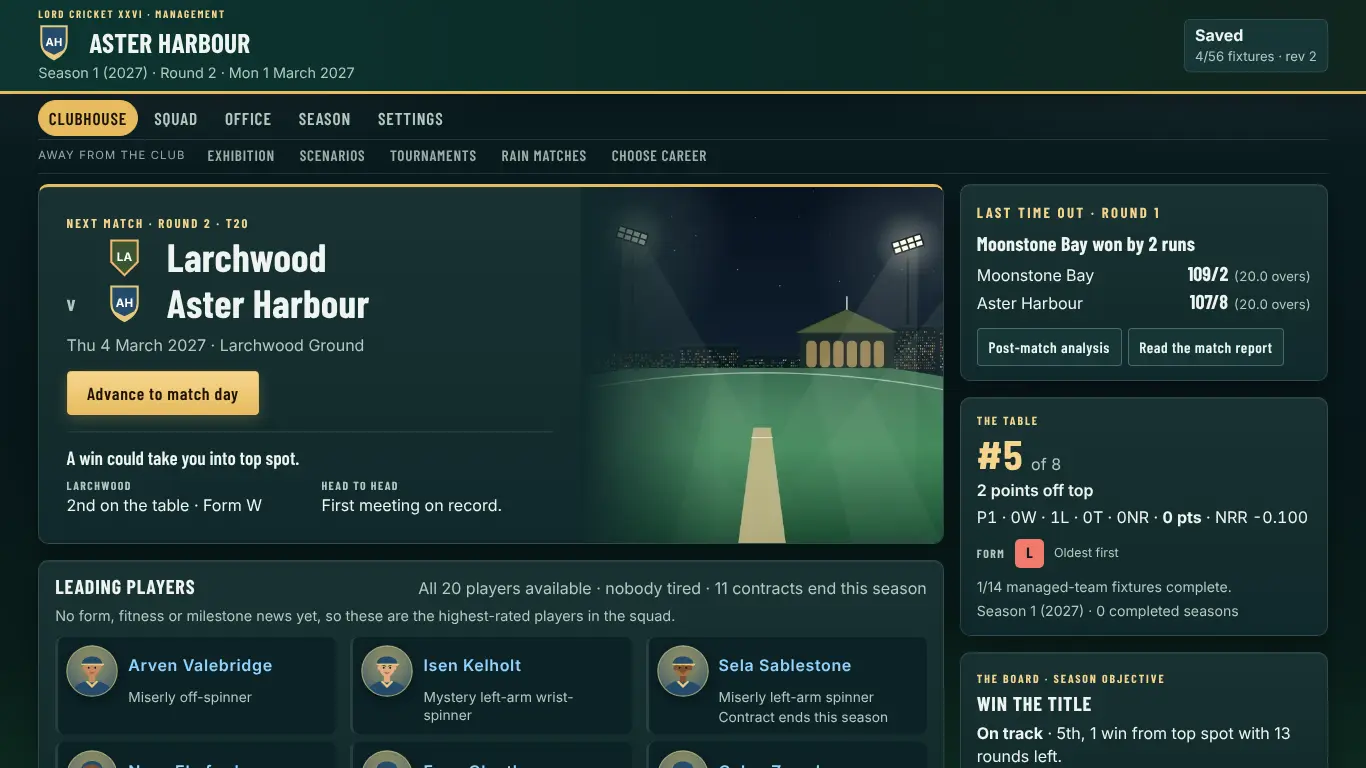 LORD CRICKET XXVI · MANAGEMENT
AH ASTER HARBOUR
Season 1 (2027) · Round 2 · Mon 1 March 2027
Saved
4/56 fixtures · rev 2
CLUBHOUSE SQUAD OFFICE SEASON SETTINGS
AWAY FROM THE CLUB EXHIBITION SCENARIOS TOURNAMENTS RAIN MATCHES CHOOSE CAREER
NEXT MATCH · ROUND 2 · T20
LA Larchwood
V AH Aster Harbour
Thu 4 March 2027 · Larchwood Ground
Advance to match day
A win could take you into top spot.
LARCHWOOD
2nd on the table · Form W
HEAD TO HEAD
First meeting on record.
LAST TIME OUT · ROUND 1
Moonstone Bay won by 2 runs
Moonstone Bay 109/2 (20.0 overs)
Aster Harbour 107/8 (20.0 overs)
Post-match analysis Read the match report
THE TABLE
#5 of 8
2 points off top
P1 · 0W · 1L · 0T · 0NR · 0 pts · NRR -0.100
FORM L Oldest first
1/14 managed-team fixtures complete.
Season 1 (2027) · 0 completed seasons
LEADING PLAYERS All 20 players available · nobody tired · 11 contracts end this season
No form, fitness or milestone news yet, so these are the highest-rated players in the squad.
Arven Valebridge
Miserly off-spinner
Isen Kelholt
Mystery left-arm wrist-
spinner
Sela Sablestone
Miserly left-arm spinner
Contract ends this season
THE BOARD · SEASON OBJECTIVE
WIN THE TITLE
On track · 5th, 1 win from top spot with 13
rounds left.